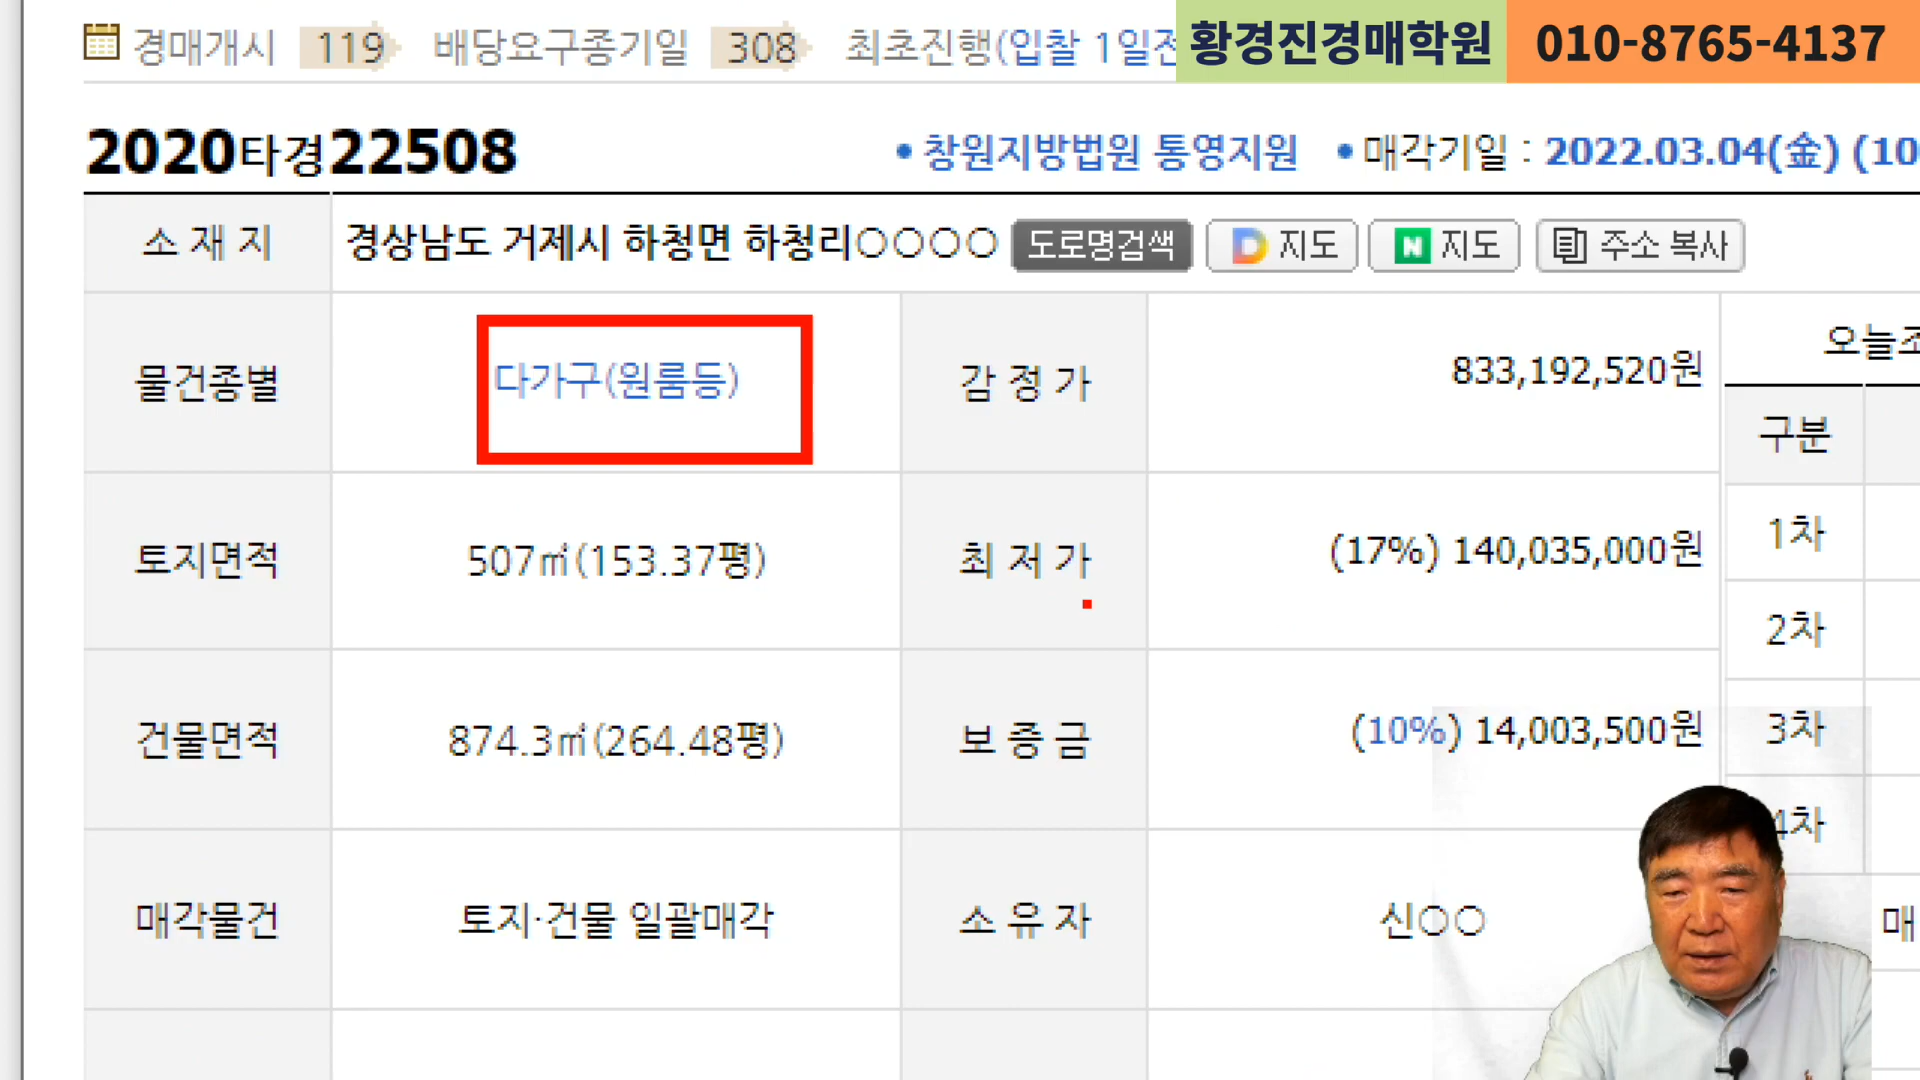 경매개시 119 배당요구종기일 308 최초진행(입찰 1일전
황경진경매학원 010-8765-4137
2020타경22508 • 창원지방법원 통영지원 • 매각기일 : 2022.03.04(金) (10
소 재 지 경상남도 거제시 하청면 하청리○○○○ 도로명검색 D 지도 N 지도 주소 복사
물건종별 다가구(원룸등) 감 정 가 833,192,520원
오늘조
구분
토지면적 507㎡(153.37평) 최 저 가 (17%) 140,035,000원
1차
2차
건물면적 874.3㎡(264.48평) 보 증 금 (10%) 14,003,500원
3차
4차
매각물건 토지·건물 일괄매각 소 유 자 신○○
매